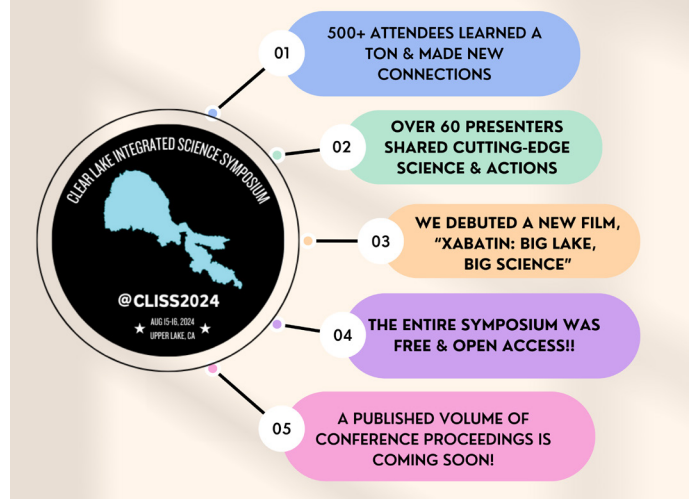 CLEAR LAKE INTEGRATED SCIENCE SYMPOSIUM
@CLISS2024
AUG 15-16, 2024
UPPER LAKE, CA
01
500+ ATTENDEES LEARNED A
TON & MADE NEW
CONNECTIONS
02
OVER 60 PRESENTERS
SHARED CUTTING-EDGE
SCIENCE & ACTIONS
03
WE DEBUTED A NEW FILM,
"XABATIN: BIG LAKE,
BIG SCIENCE"
04
THE ENTIRE SYMPOSIUM WAS
FREE & OPEN ACCESS!!
05
A PUBLISHED VOLUME OF
CONFERENCE PROCEEDINGS IS
COMING SOON!